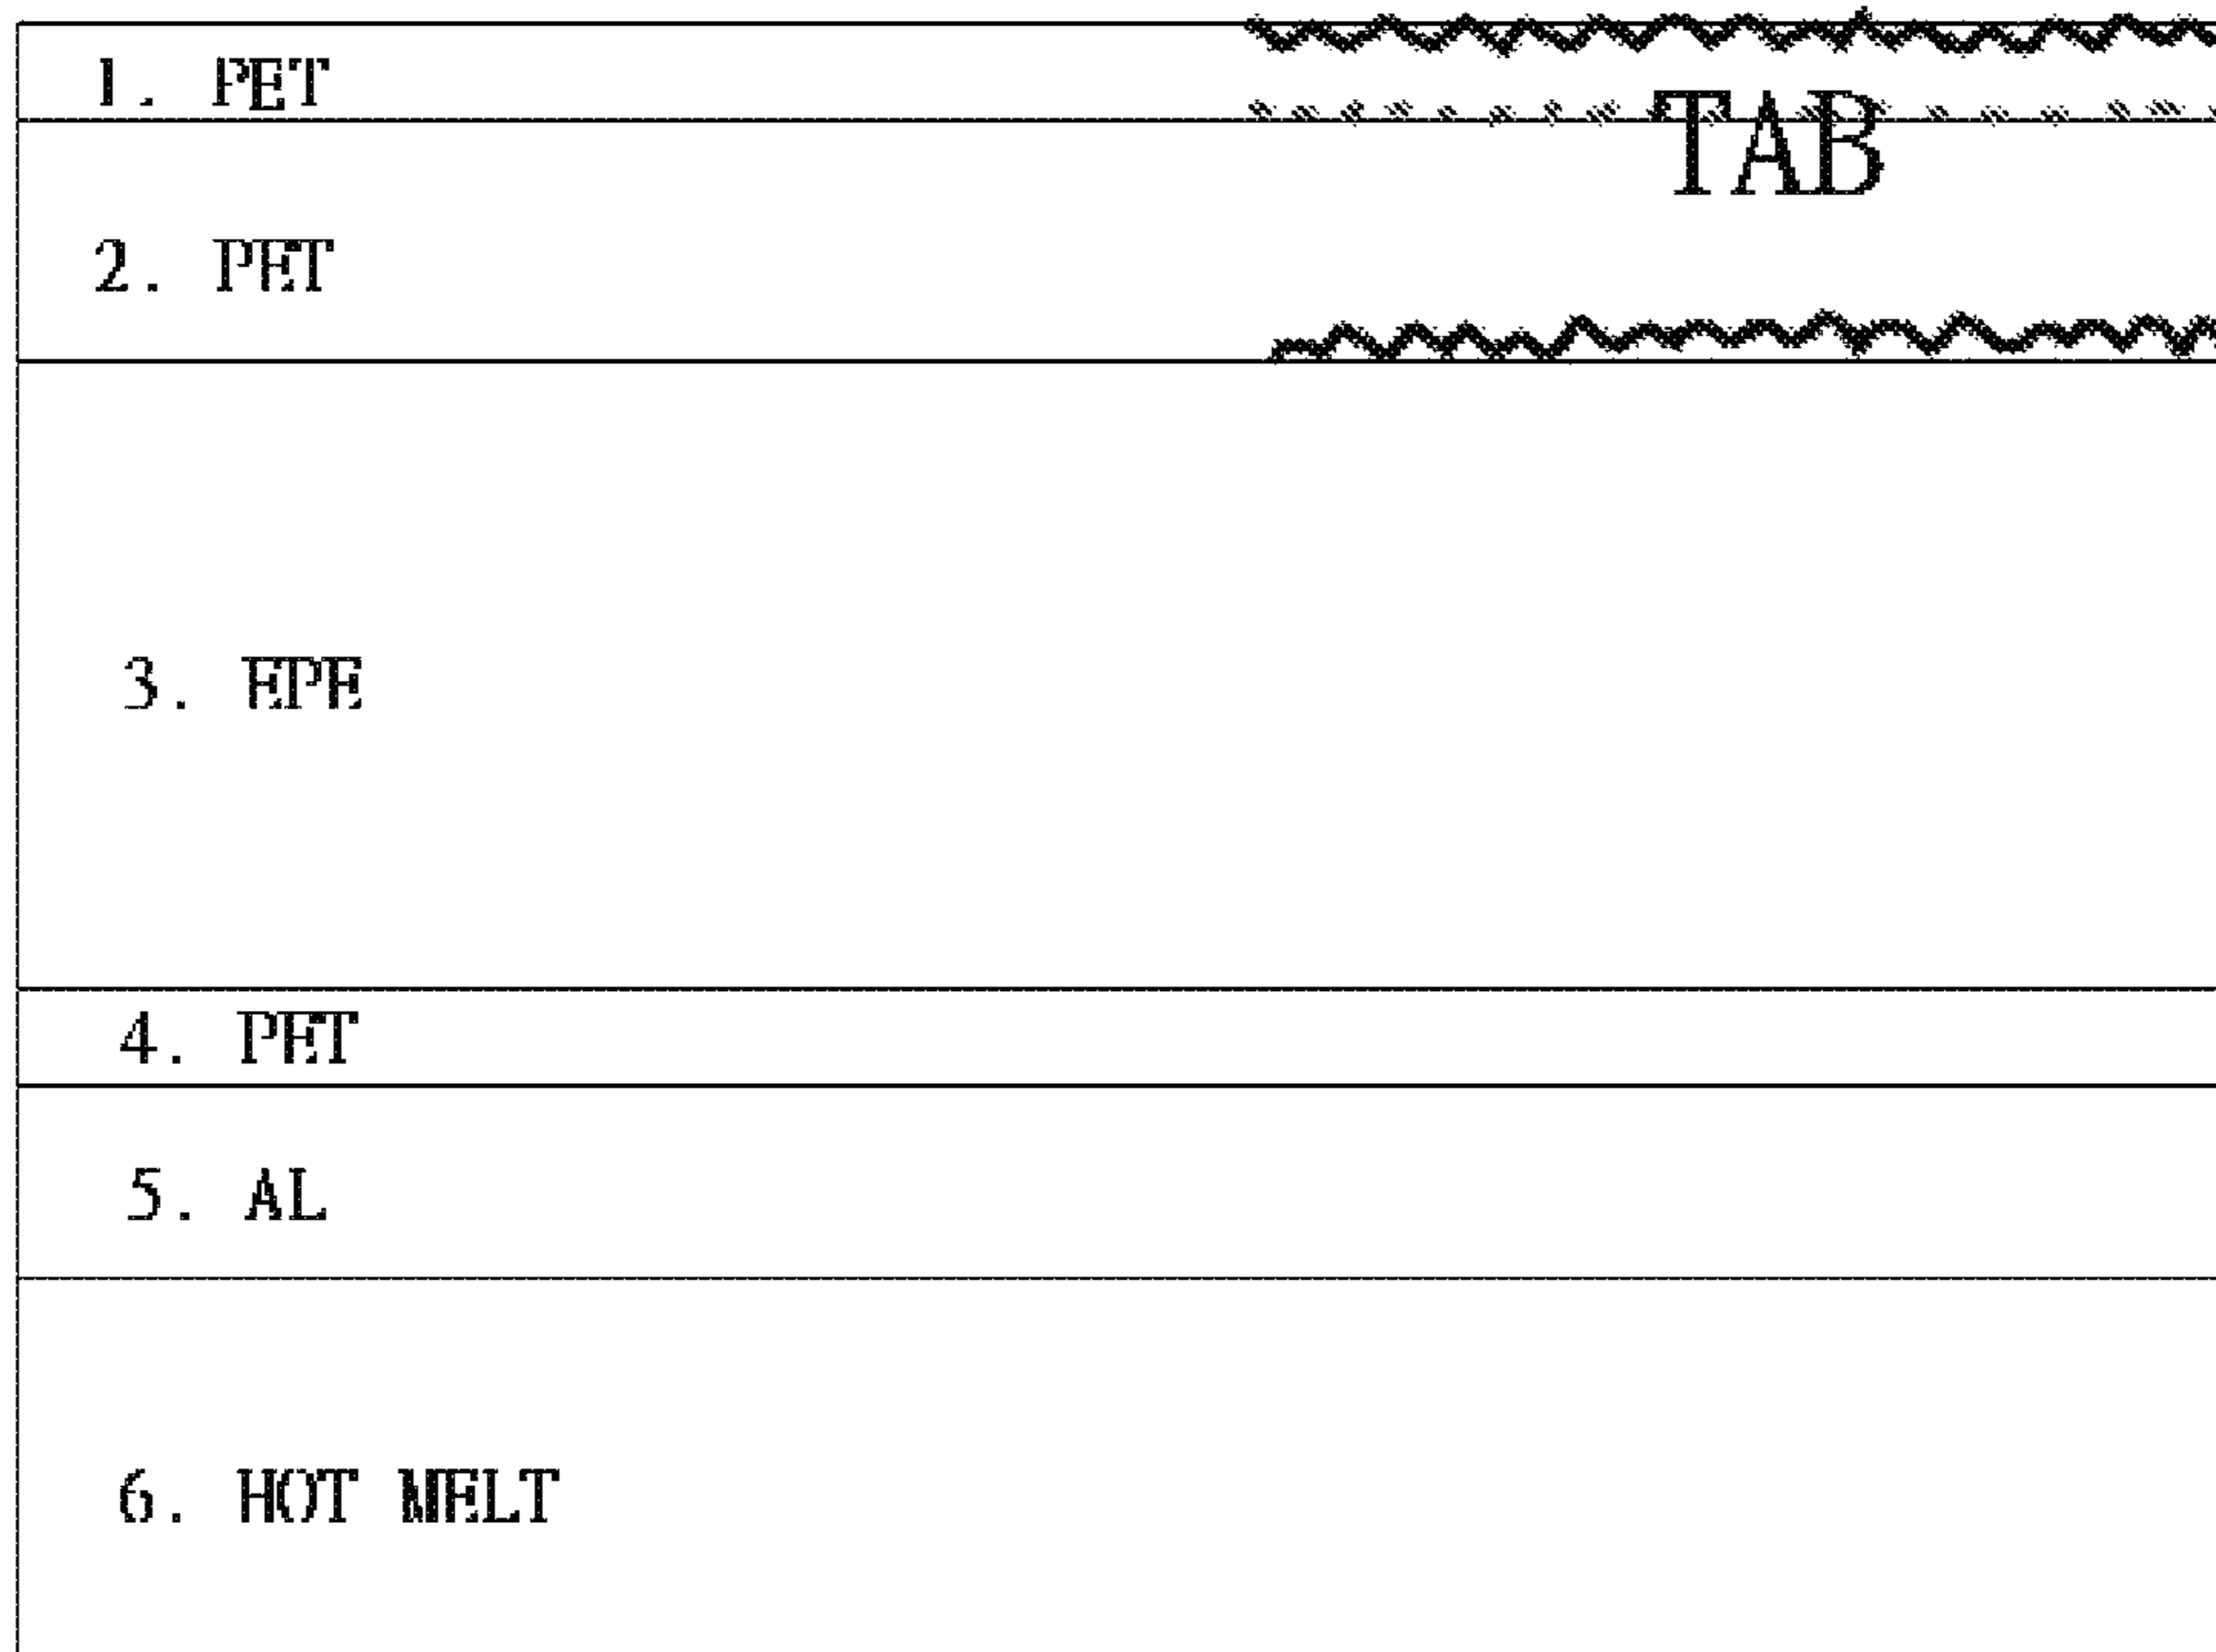 1. PET
TAB
2. PET
3. EPE
4. PET
5. AL
6. HOT MELT